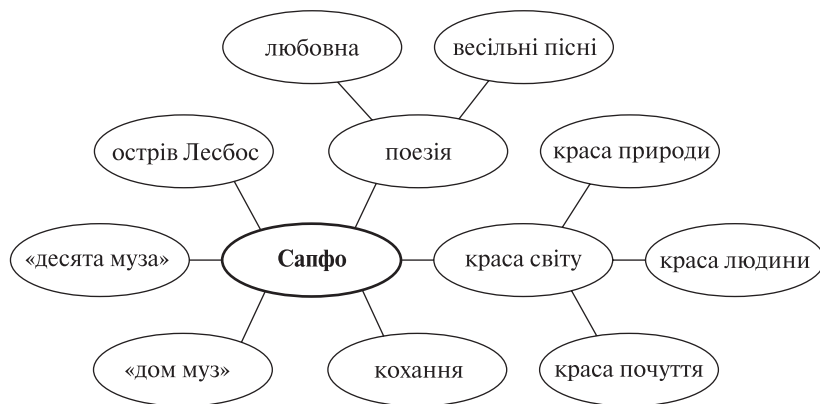 любовна
весільні пісні
острів Лесбос
поезія
краса природи
«десята муза»
Сапфо
краса світу
краса людини
«дом муз»
кохання
краса почуття